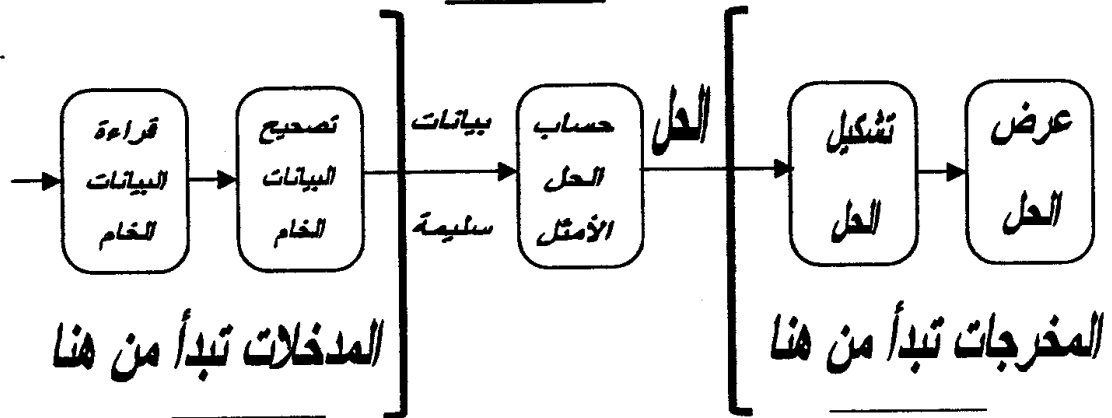 قراءة
البيانات
الخام
تصحيح
البيانات
الخام
بيانات
سليمة
حساب
الحل
الأمثل
الحل
تشكيل
الحل
عرض
الحل
المدخلات تبدأ من هنا
المخرجات تبدأ من هنا